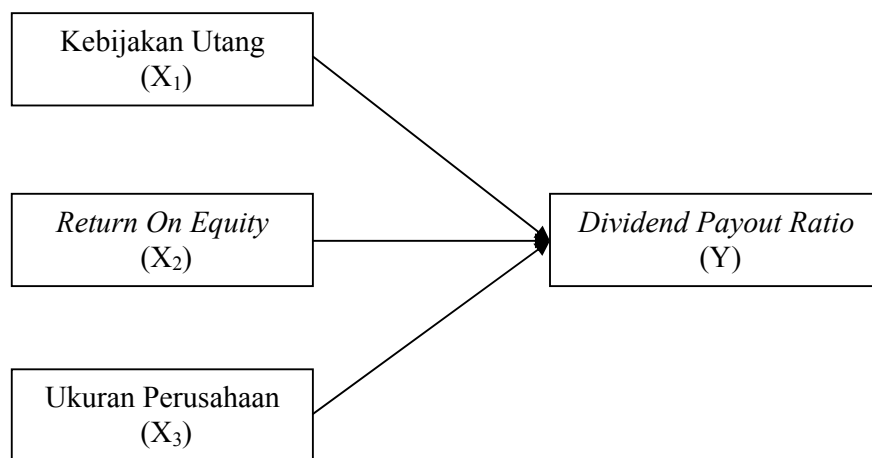 Kebijakan Utang
(X₁)
Return On Equity
(X₂)
Dividend Payout Ratio
(Y)
Ukuran Perusahaan
(X₃)